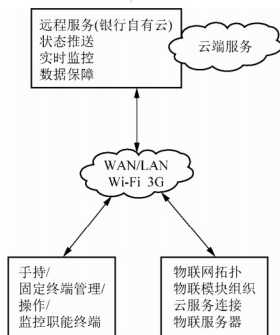 远程服务(银行自有云)
状态推送
实时监控
数据保障
云端服务
WAN/LAN
Wi-Fi 3G
手持/
固定终端管理/
操作/
监控职能终端
物联网拓扑
物联模块组织
云服务连接
物联服务器